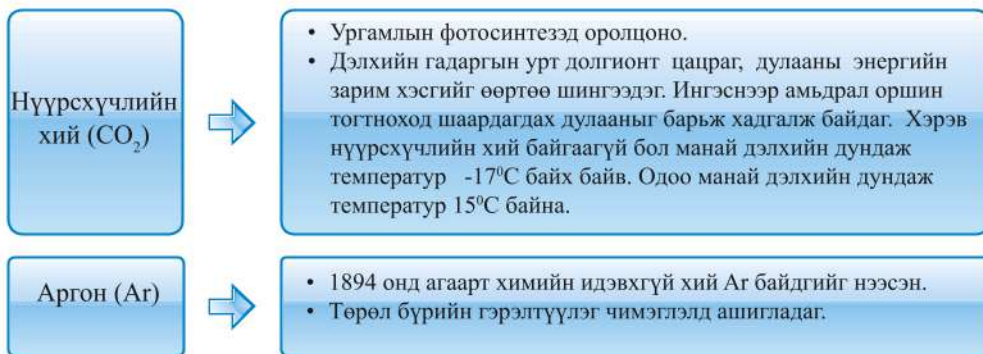 Нүүрсхүчлийн
хий (CO₂)
• Ургамлын фотосинтезэд оролцоно.
• Дэлхийн гадаргын урт долгионт цацраг, дулааны энергийн
зарим хэсгийг өөртөө шингээдэг. Ингэснээр амьдрал оршин
тогтноход шаардагдах дулааныг барьж хадгалж байдаг. Хэрэв
нүүрсхүчлийн хий байгаагүй бол манай дэлхийн дундаж
температур -17⁰C байх байв. Одоо манай дэлхийн дундаж
температур 15⁰C байна.
Аргон (Ar)
• 1894 онд агаарт химийн идэвхгүй хий Ar байдгийг нээсэн.
• Төрөл бүрийн гэрэлтүүлэг чимэглэлд ашигладаг.